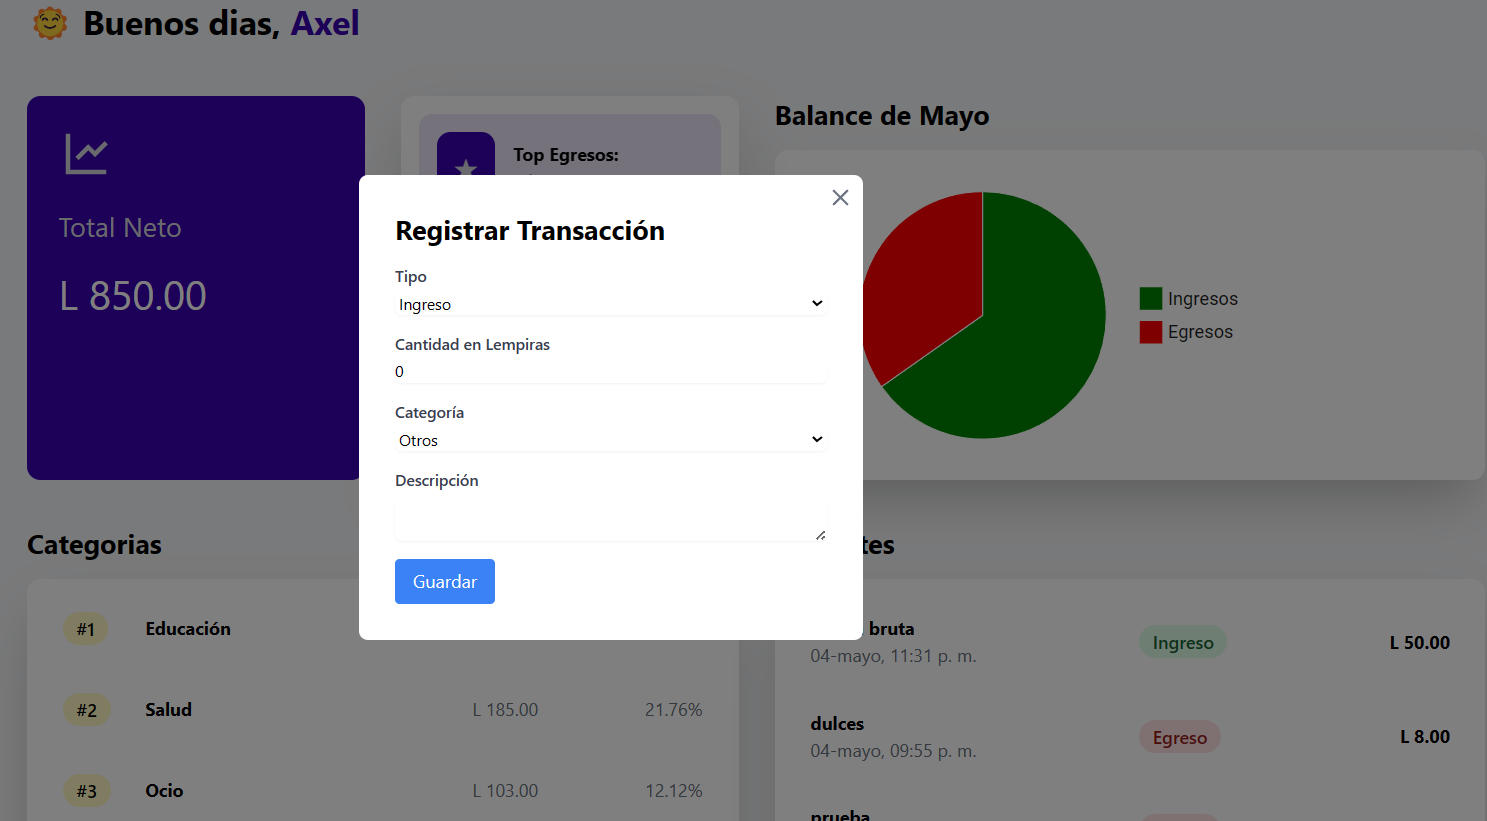 Buenos dias, Axel
Total Neto
L 850.00
Top Egresos:
Balance de Mayo
Ingresos
Egresos
Registrar Transacción
Tipo
Ingreso
Cantidad en Lempiras
0
Categoría
Otros
Descripción
Guardar
Categorias
#1 Educación
#2 Salud L 185.00 21.76%
#3 Ocio L 103.00 12.12%
tes
bruta Ingreso L 50.00
04-mayo, 11:31 p. m.
dulces Egreso L 8.00
04-mayo, 09:55 p. m.
prueba